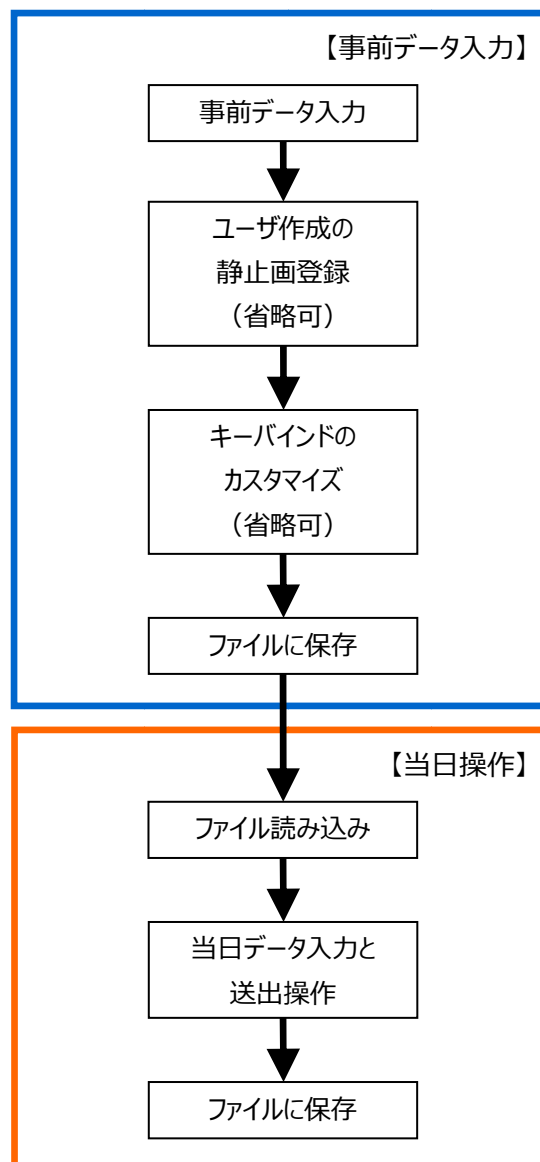 【事前データ入力】
事前データ入力
ユーザ作成の
静止画登録
（省略可）
キーバインドの
カスタマイズ
（省略可）
ファイルに保存
【当日操作】
ファイル読み込み
当日データ入力と
送出操作
ファイルに保存